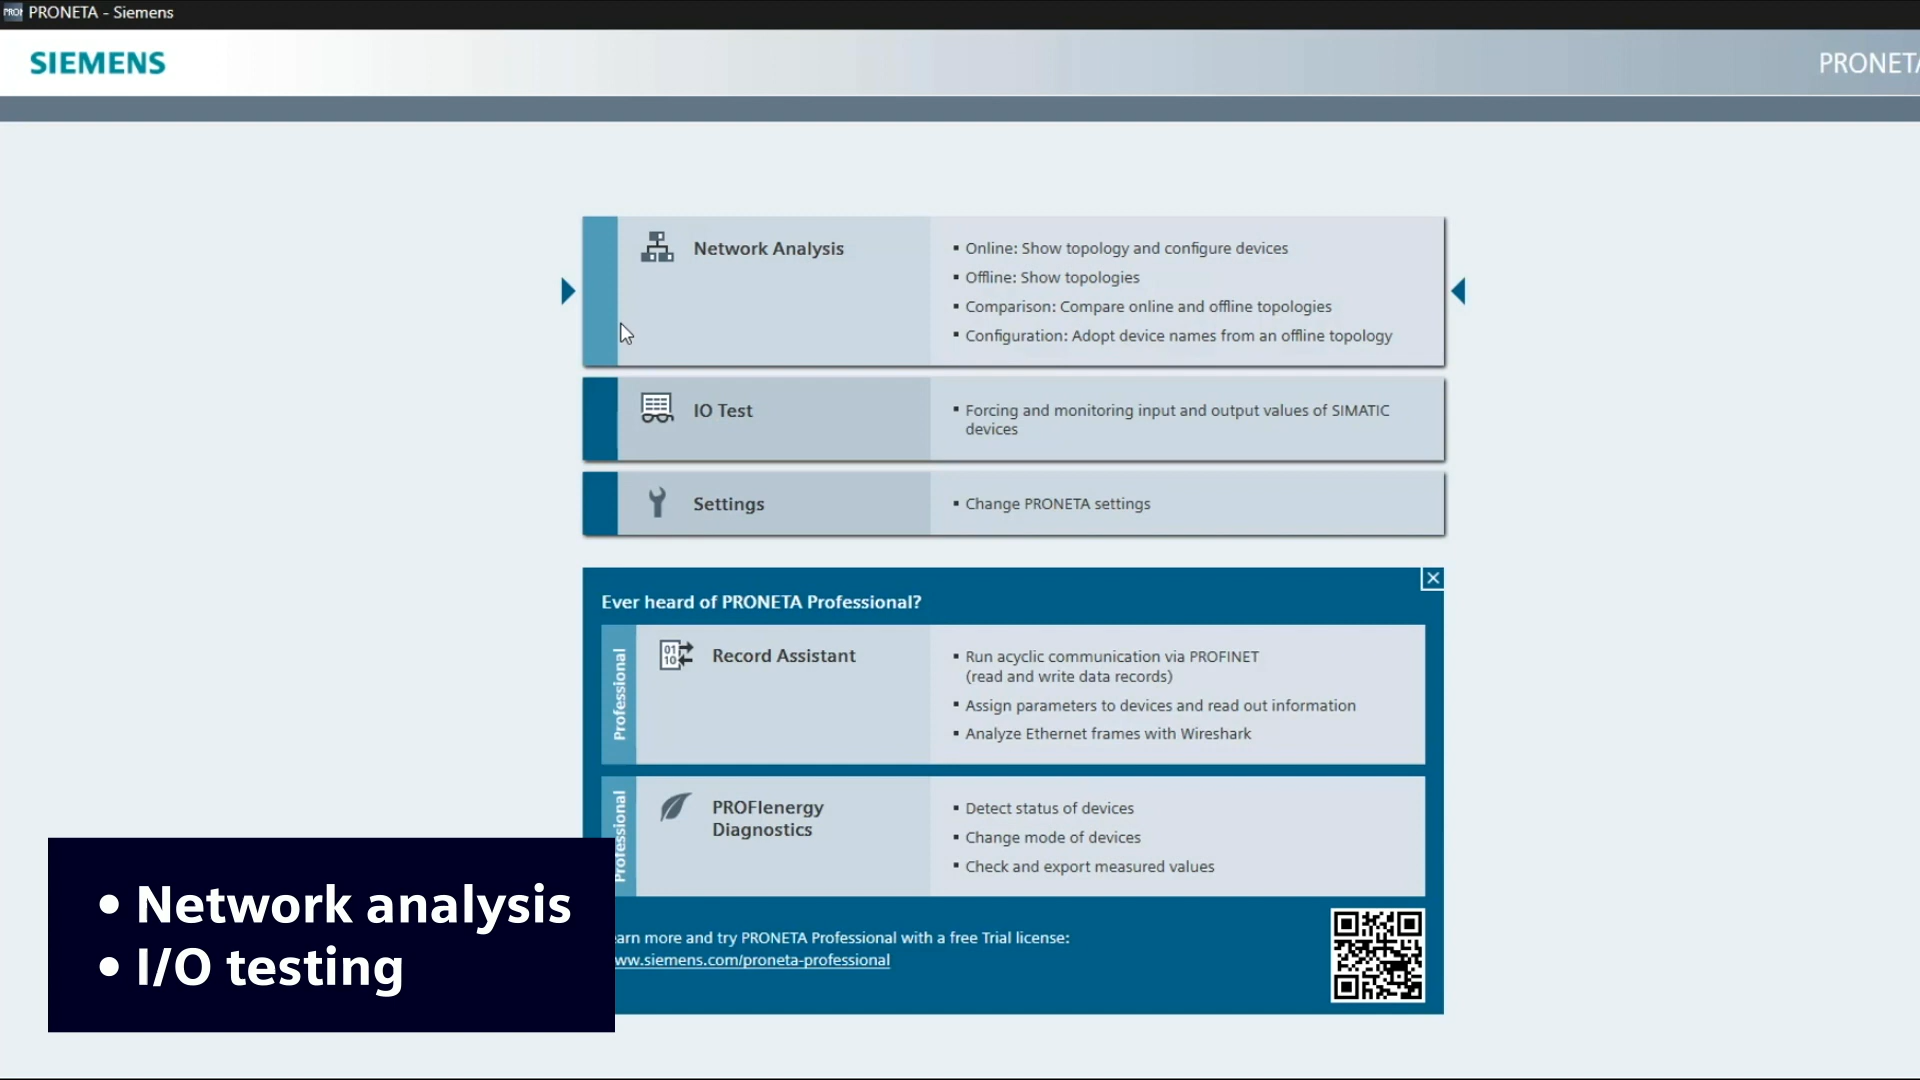 PRONETA - Siemens
SIEMENS
PRONETA
Network Analysis
▪ Online: Show topology and configure devices
▪ Offline: Show topologies
▪ Comparison: Compare online and offline topologies
▪ Configuration: Adopt device names from an offline topology
IO Test
▪ Forcing and monitoring input and output values of SIMATIC
devices
Settings
▪ Change PRONETA settings
Ever heard of PRONETA Professional?
Professional
Record Assistant
▪ Run acyclic communication via PROFINET
(read and write data records)
▪ Assign parameters to devices and read out information
▪ Analyze Ethernet frames with Wireshark
Professional
PROFIenergy
Diagnostics
▪ Detect status of devices
▪ Change mode of devices
▪ Check and export measured values
earn more and try PRONETA Professional with a free Trial license:
ww.siemens.com/proneta-professional
• Network analysis
• I/O testing